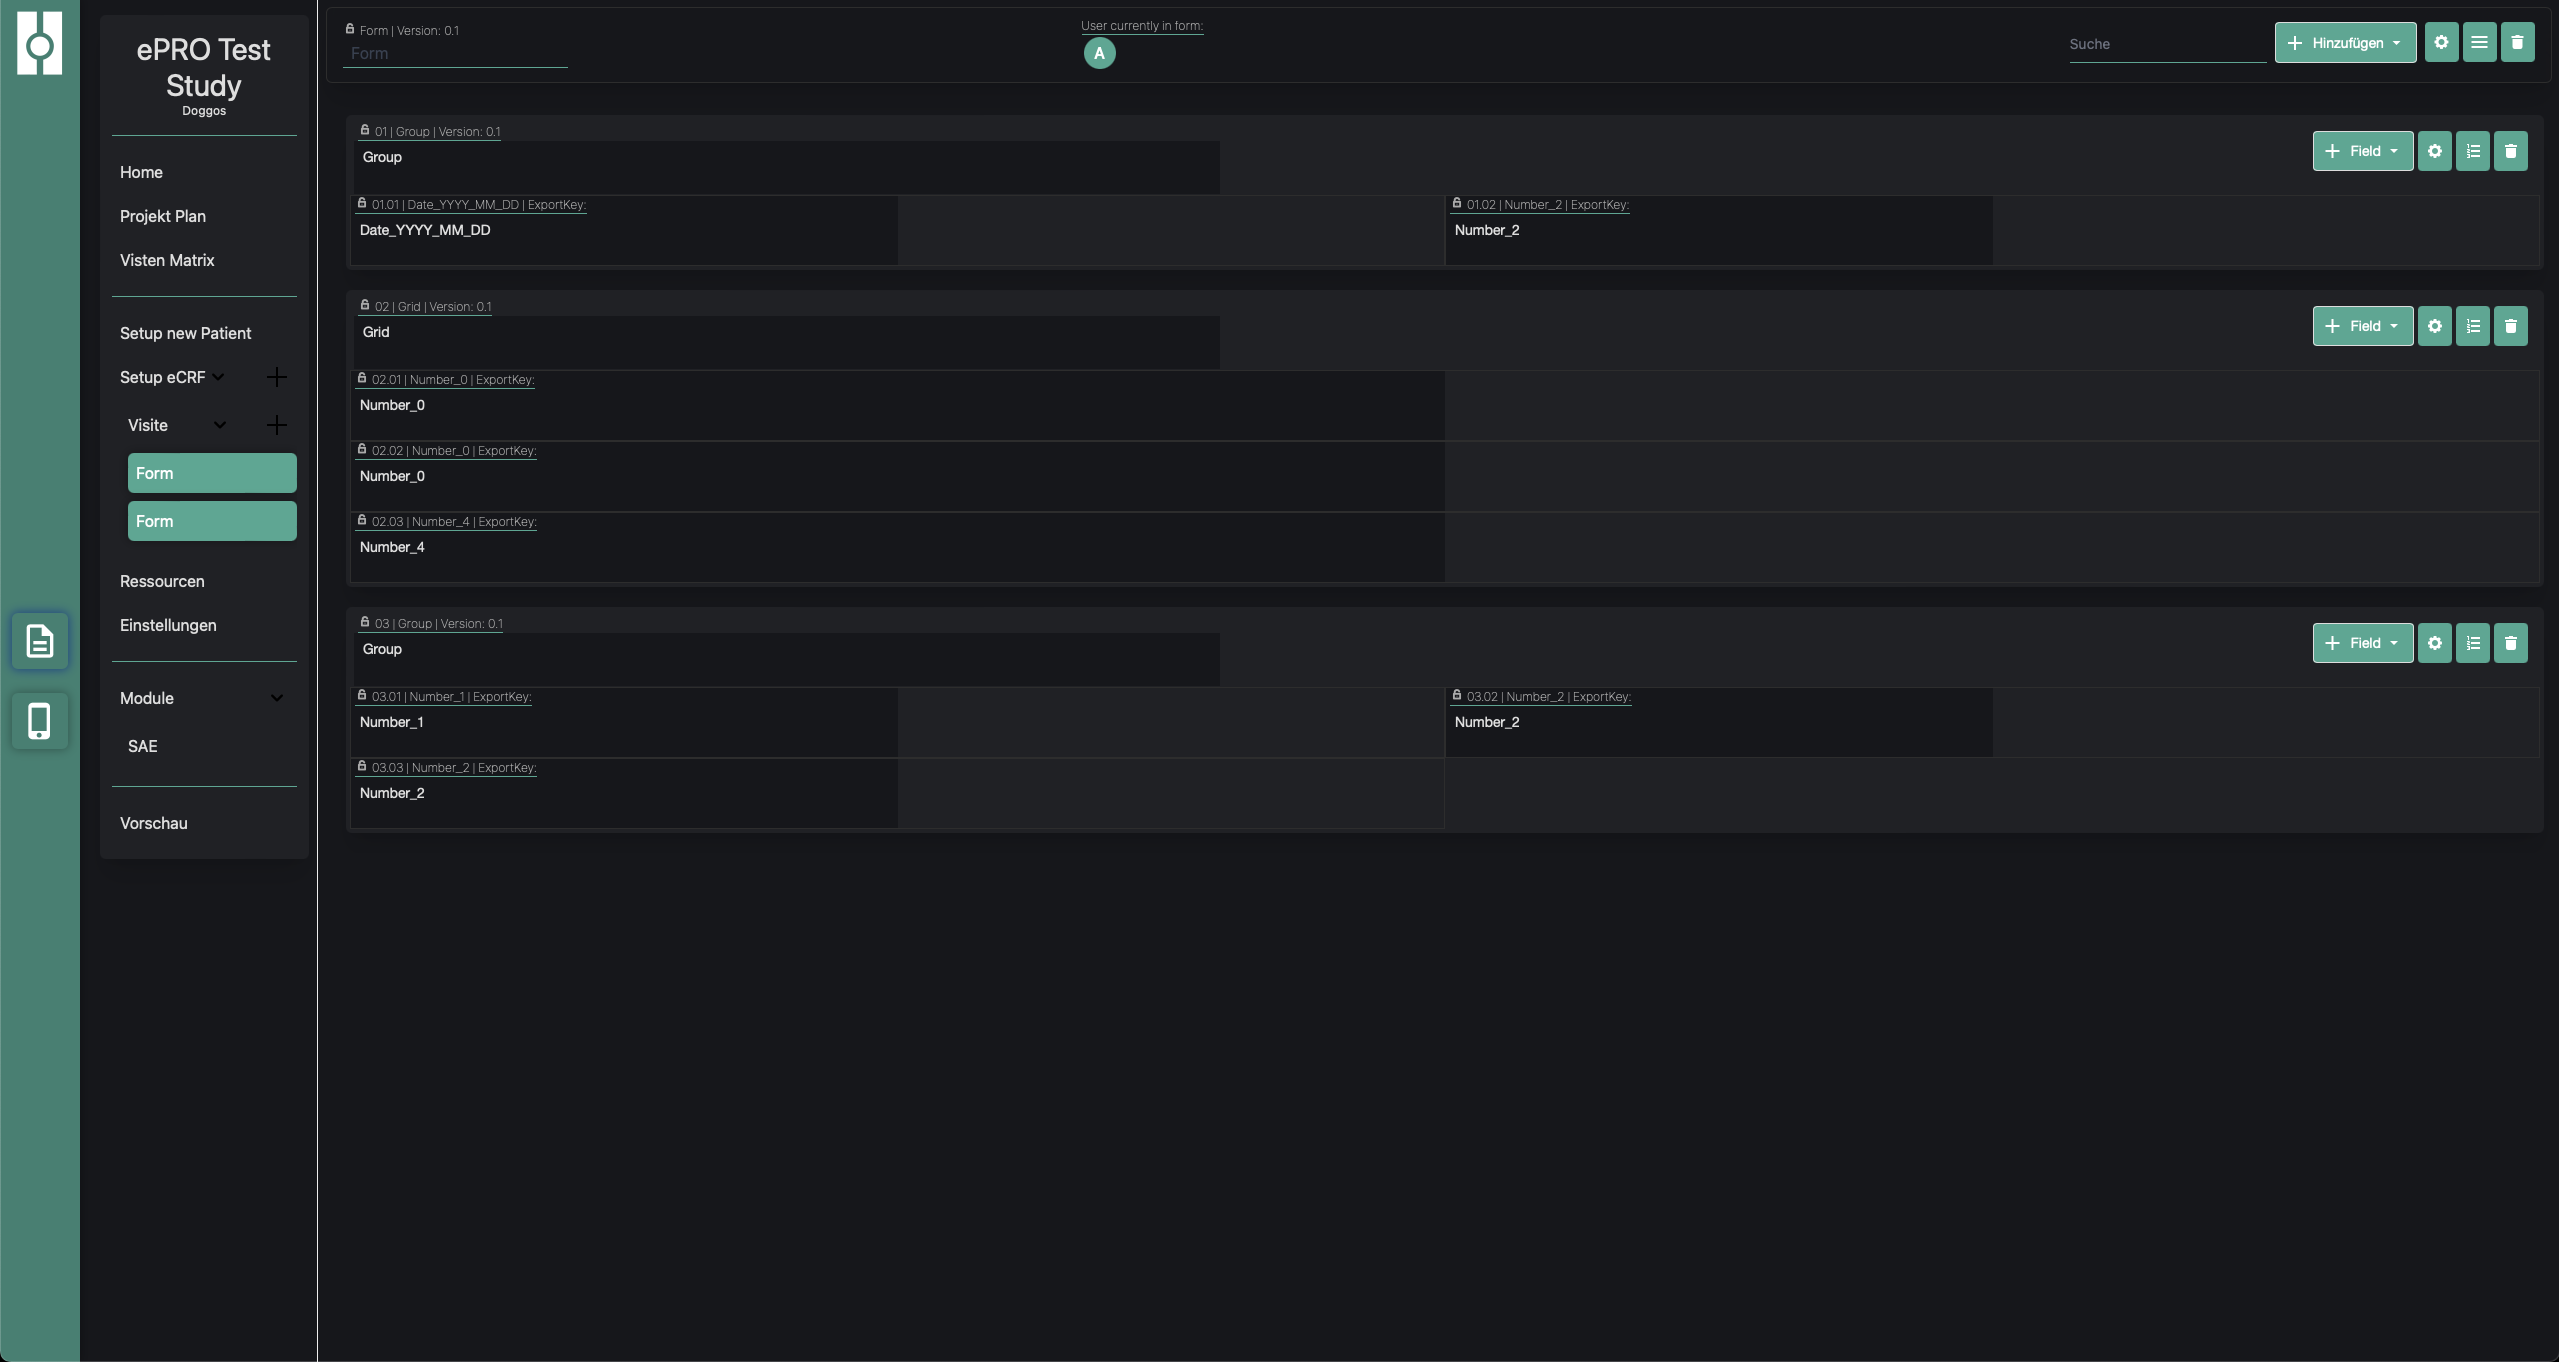 ePRO Test
Study
Doggos
Home
Projekt Plan
Visten Matrix
Setup new Patient
Setup eCRF
Visite
Form
Form
Ressourcen
Einstellungen
Module
SAE
Vorschau
Form | Version: 0.1
Form
User currently in form:
A
Suche
Hinzufügen
01 | Group | Version: 0.1
Group
Field
01.01 | Date_YYYY_MM_DD | ExportKey:
Date_YYYY_MM_DD
01.02 | Number_2 | ExportKey:
Number_2
02 | Grid | Version: 0.1
Grid
Field
02.01 | Number_0 | ExportKey:
Number_0
02.02 | Number_0 | ExportKey:
Number_0
02.03 | Number_4 | ExportKey:
Number_4
03 | Group | Version: 0.1
Group
Field
03.01 | Number_1 | ExportKey:
Number_1
03.02 | Number_2 | ExportKey:
Number_2
03.03 | Number_2 | ExportKey:
Number_2